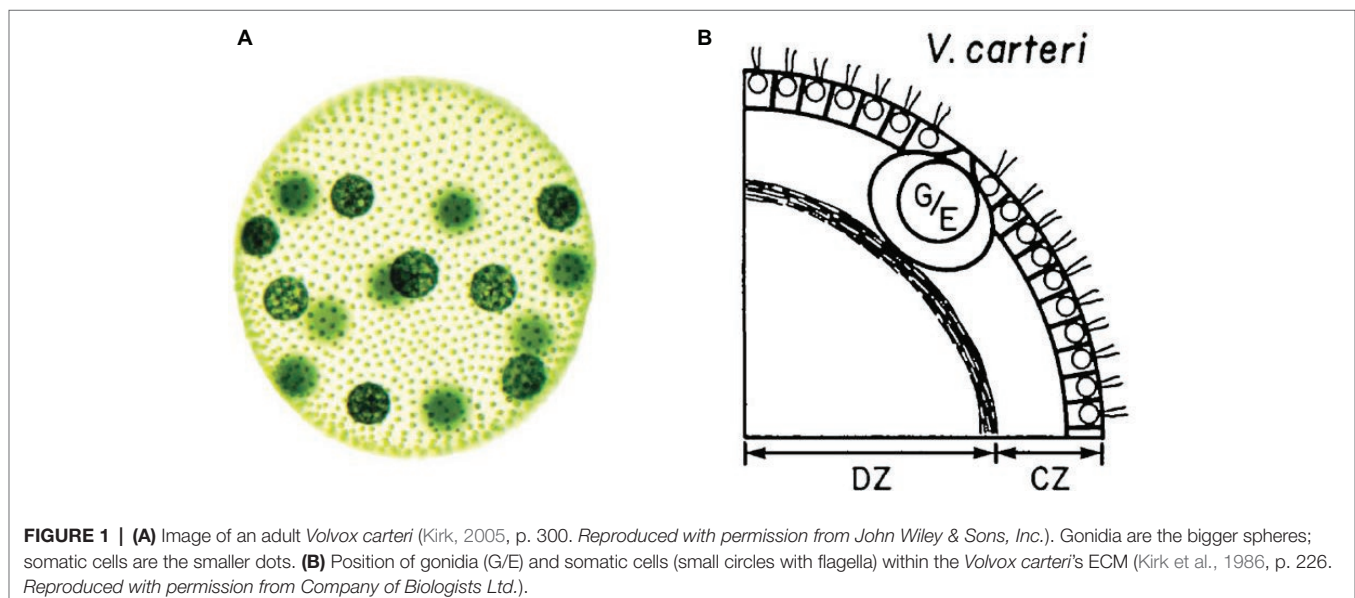 A
B
V. carteri
G/E
DZ
CZ
FIGURE 1 | (A) Image of an adult Volvox carteri (Kirk, 2005, p. 300. Reproduced with permission from John Wiley & Sons, Inc.). Gonidia are the bigger spheres;
somatic cells are the smaller dots. (B) Position of gonidia (G/E) and somatic cells (small circles with flagella) within the Volvox carteri's ECM (Kirk et al., 1986, p. 226.
Reproduced with permission from Company of Biologists Ltd.).